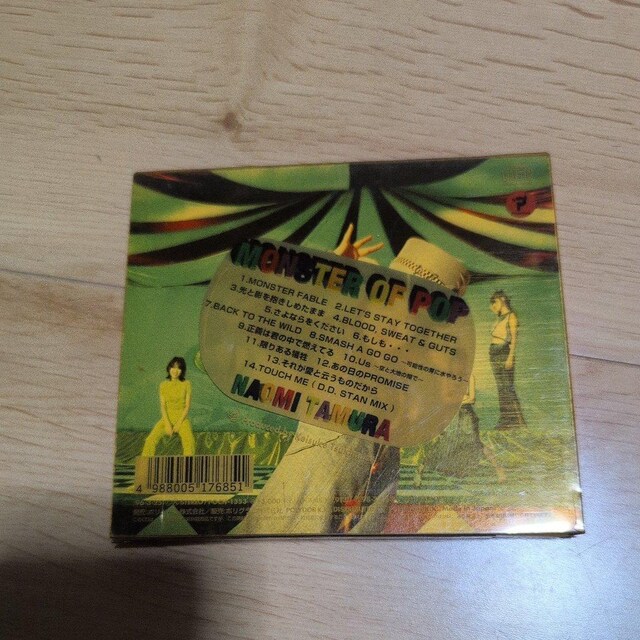 MONSTER OF POP
1.MONSTER FABLE 2.LET'S STAY TOGETHER
3.光と影を抱きしめたまま 4.BLOOD, SWEAT & GUTS
5.さよならをください 6.もしも・・・
7.BACK TO THE WILD 8.SMASH A GO GO
9.正義は君の中で燃えてる 10.Us
11.限りある犠牲 12.あの日のPROMISE
13.それが愛と云うものだから
14.TOUCH ME (D.D. STAN MIX)
NAOMI TAMURA
4 988005 176851